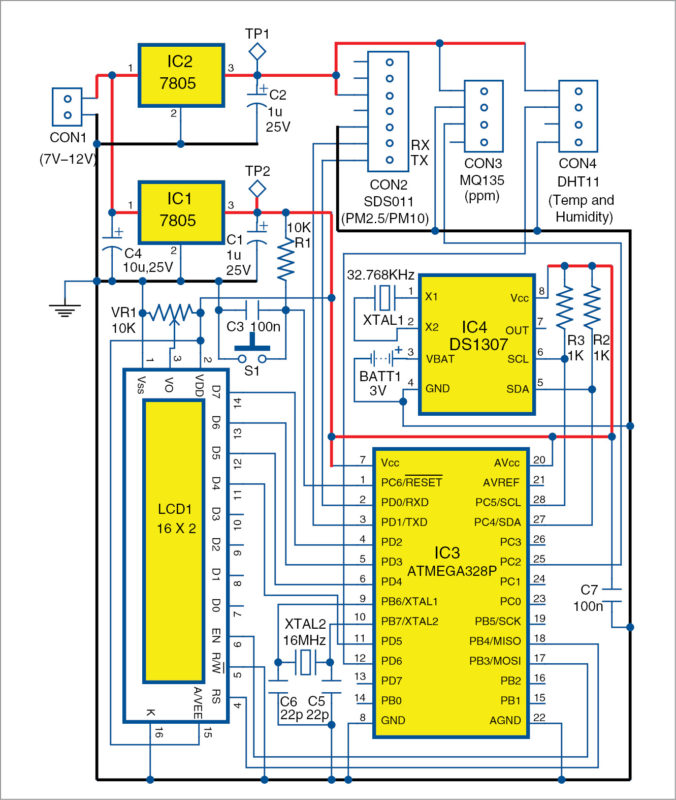 TP1
IC2
7805
1
3
2
C2
1u
25V
CON1
(7V–12V)
RX
TX
CON2
SDS011
(PM2.5/PM10)
CON3
MQ135
(ppm)
CON4
DHT11
(Temp and
Humidity)
TP2
IC1
7805
1
3
2
C1
1u
25V
10K
R1
C4
10u,25V
VR1
10K
C3 100n
S1
32.768KHz
XTAL1
BATT1
3V
IC4
DS1307
1 X1
2 X2
3 VBAT
4 GND
Vcc 8
OUT 7
SCL 6
SDA 5
R3
1K
R2
1K
1
3
2
Vss
VO
VDD
LCD1
16 X 2
D7 14
D6 13
D5 12
D4 11
D3 10
D2 9
D1 8
D0 7
EN 6
R/W 5
RS 4
A/VEE 15
K 16
IC3
ATMEGA328P
7 Vcc
1 PC6/RESET
2 PD0/RXD
3 PD1/TXD
4 PD2
5 PD3
6 PD4
9 PB6/XTAL1
10 PB7/XTAL2
11 PD5
12 PD6
13 PD7
14 PB0
8 GND
AVcc 20
AVREF 21
PC5/SCL 28
PC4/SDA 27
PC3 26
PC2 25
PC1 24
PC0 23
PB5/SCK 19
PB4/MISO 18
PB3/MOSI 17
PB2 16
PB1 15
AGND 22
XTAL2
16MHz
C6
22p
C5
22p
C7
100n